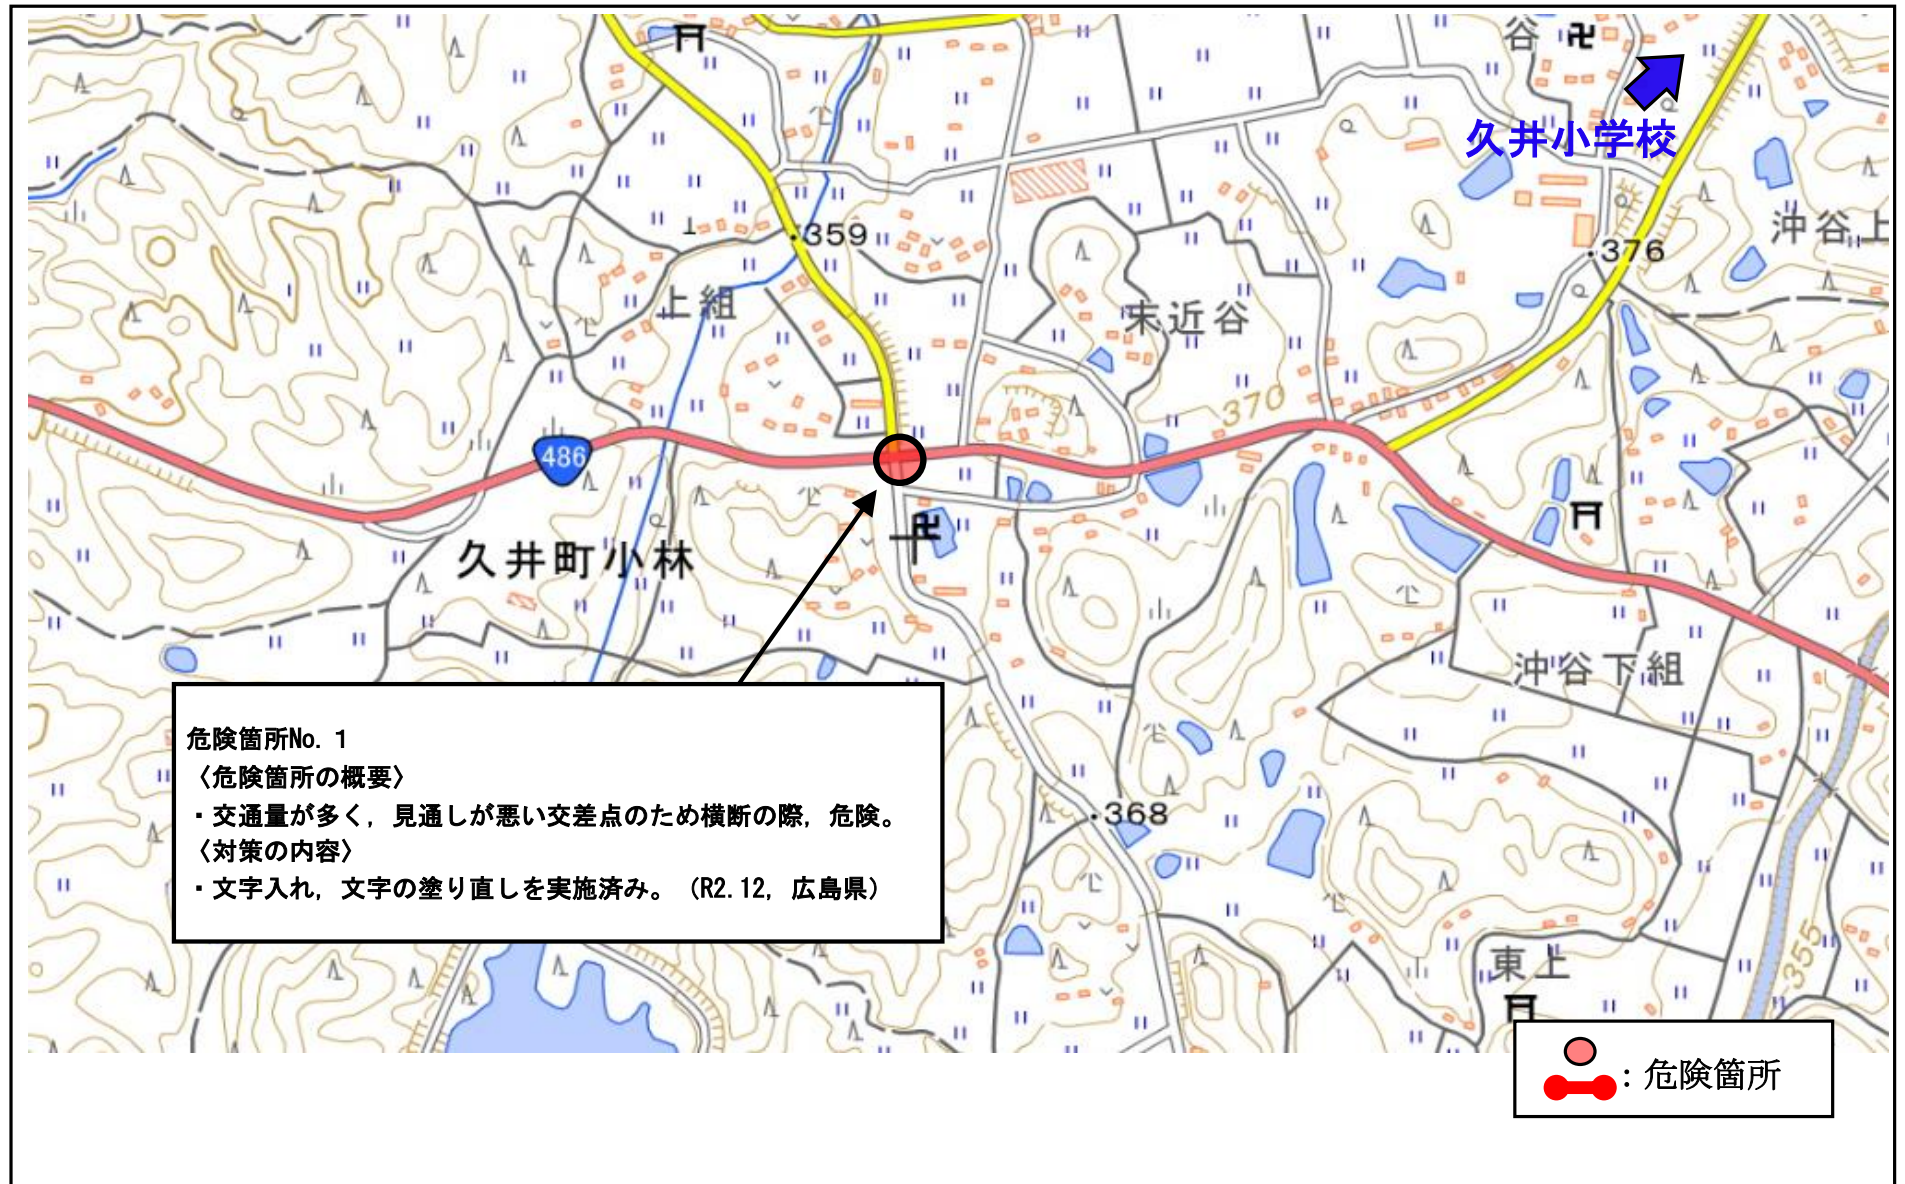 谷
久井小学校
沖谷上
359
376
上組
末近谷
370
486
久井町小林
沖谷下組
危険箇所No. 1
〈危険箇所の概要〉
・交通量が多く，見通しが悪い交差点のため横断の際，危険。
〈対策の内容〉
・文字入れ，文字の塗り直しを実施済み。（R2.12，広島県）
368
東上
355
：危険箇所